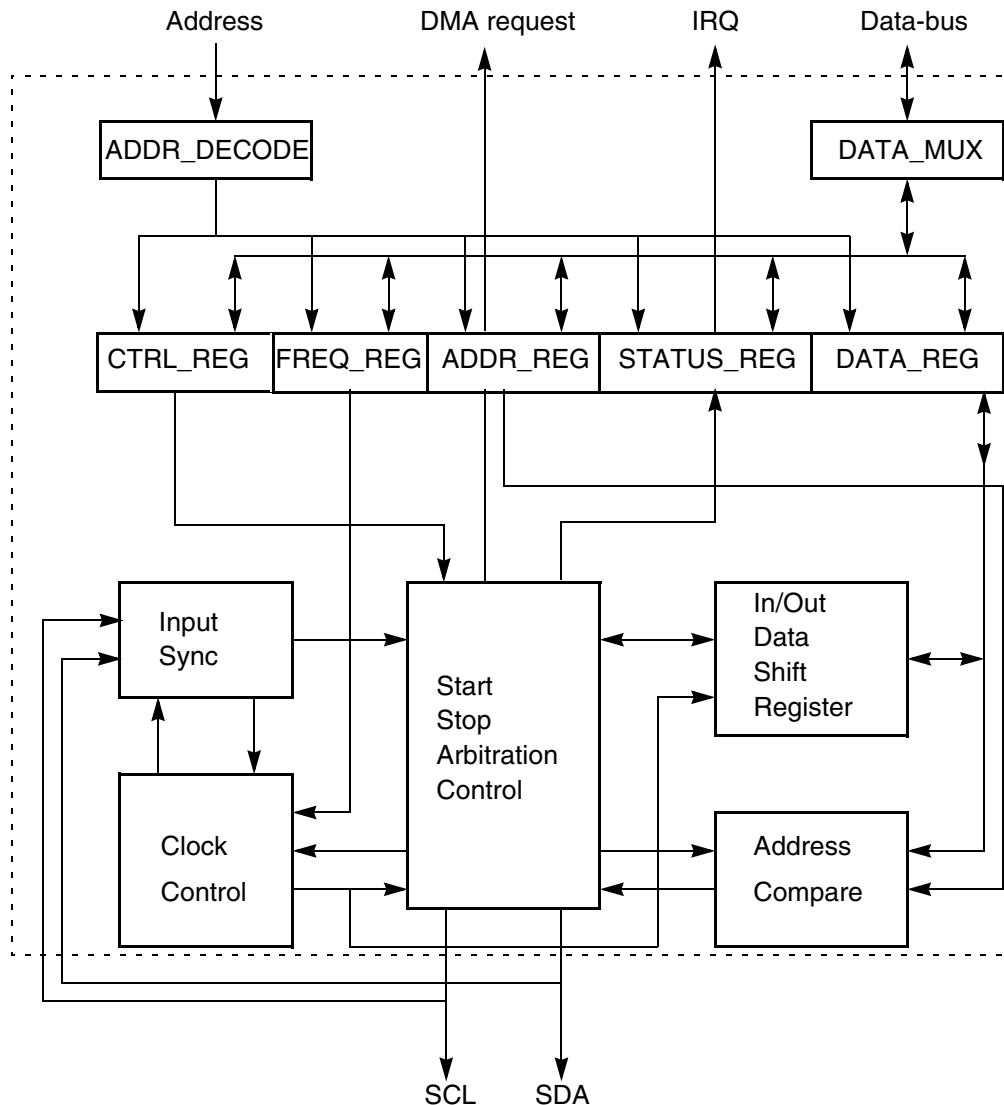 Address
DMA request
IRQ
Data-bus
ADDR_DECODE
DATA_MUX
CTRL_REG
FREQ_REG
ADDR_REG
STATUS_REG
DATA_REG
Input
Sync
Start
Stop
Arbitration
Control
In/Out
Data
Shift
Register
Clock
Control
Address
Compare
SCL
SDA